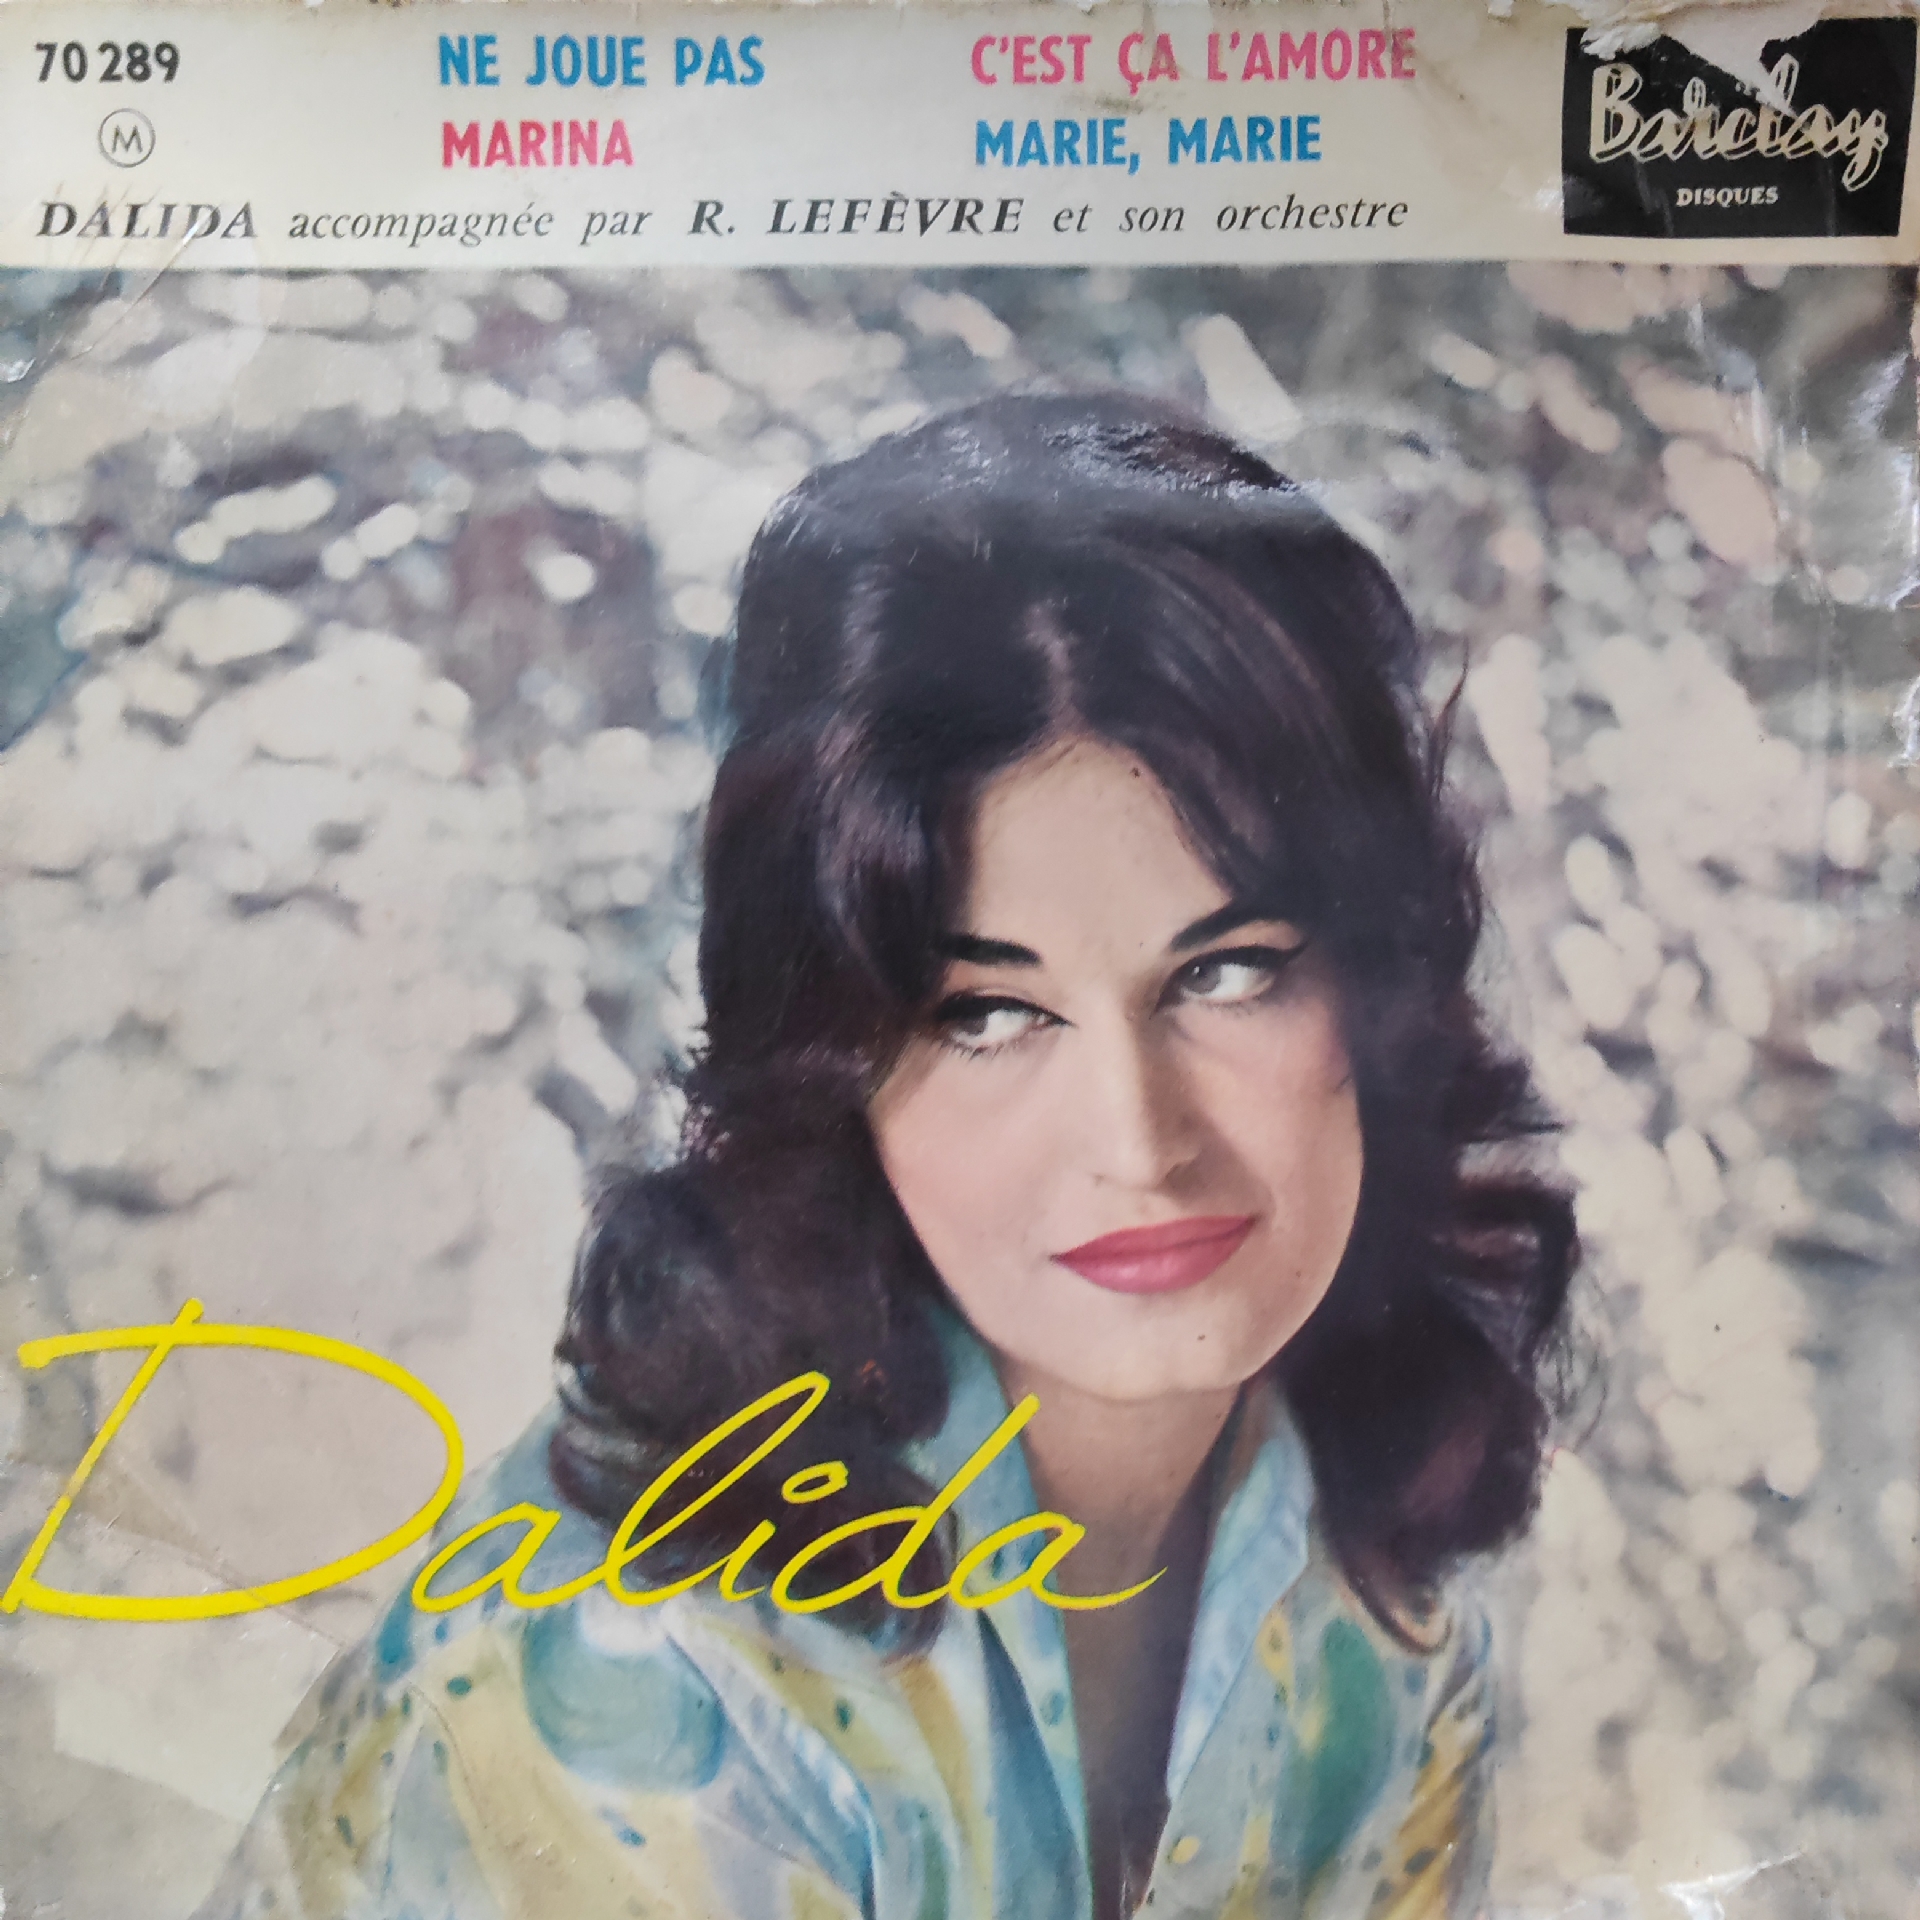 70 289
NE JOUE PAS
C'EST ÇA L'AMORE
M
MARINA
MARIE, MARIE
DALIDA accompagnée par R. LEFÈVRE et son orchestre
Barclay
DISQUES
Dalida